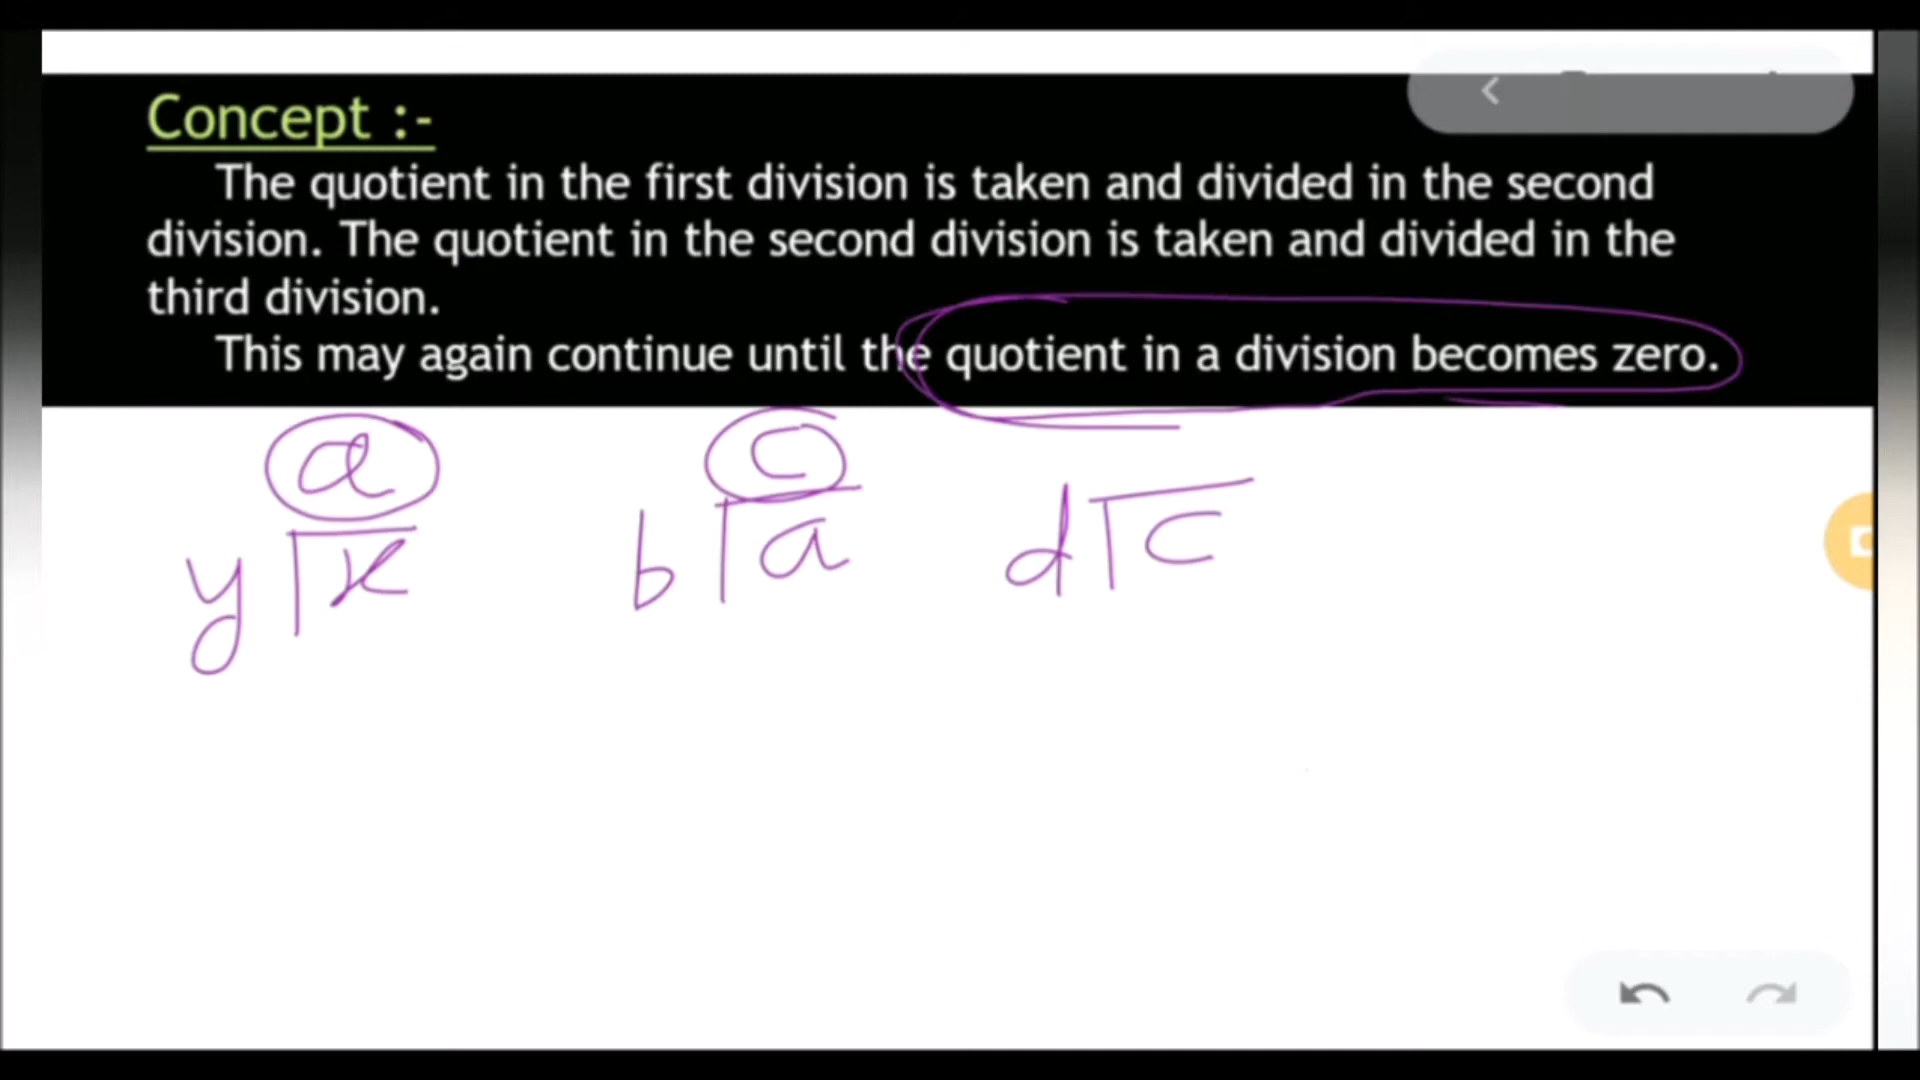 Concept :-
The quotient in the first division is taken and divided in the second
division. The quotient in the second division is taken and divided in the
third division.
This may again continue until the quotient in a division becomes zero.
a c
y x b a d c